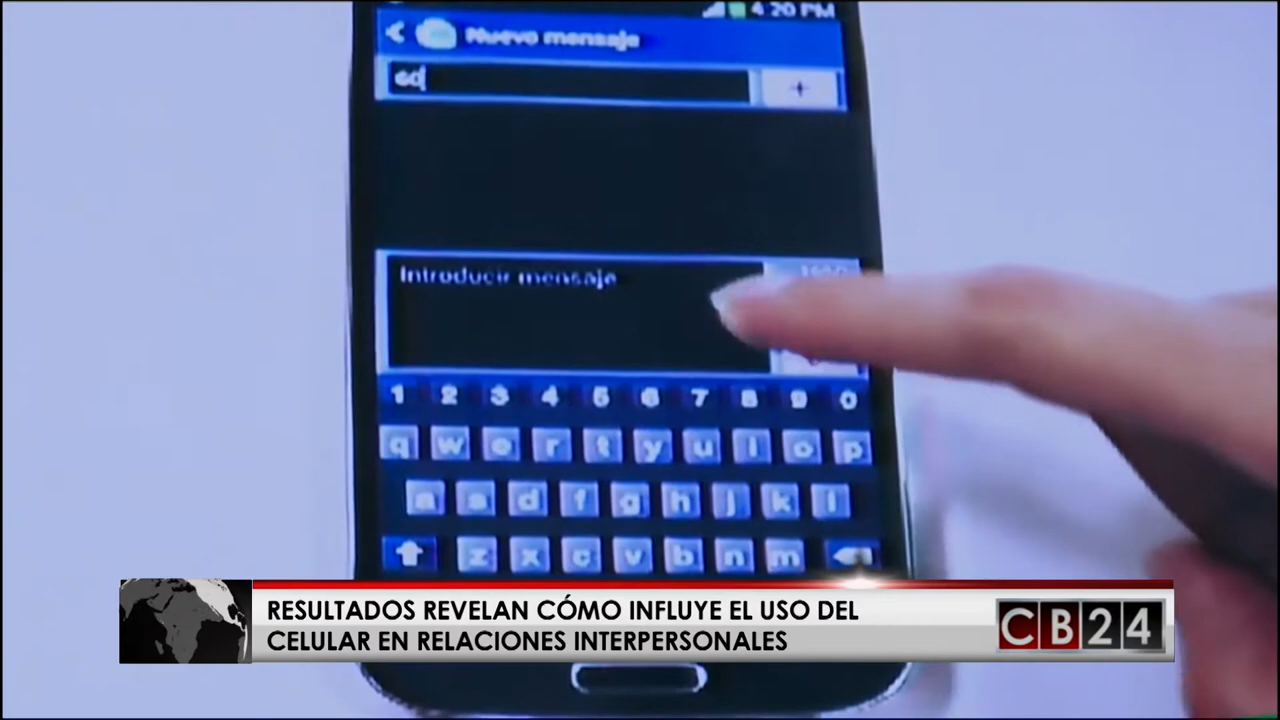 4:20 PM
Nuevo mensaje
+
Introducir mensaje
1 2 3 4 5 6 7 8 9 0
q w e r t y u i o p
a s d f g h j k l
z x c v b n m
RESULTADOS REVELAN CÓMO INFLUYE EL USO DEL
CELULAR EN RELACIONES INTERPERSONALES
CB24